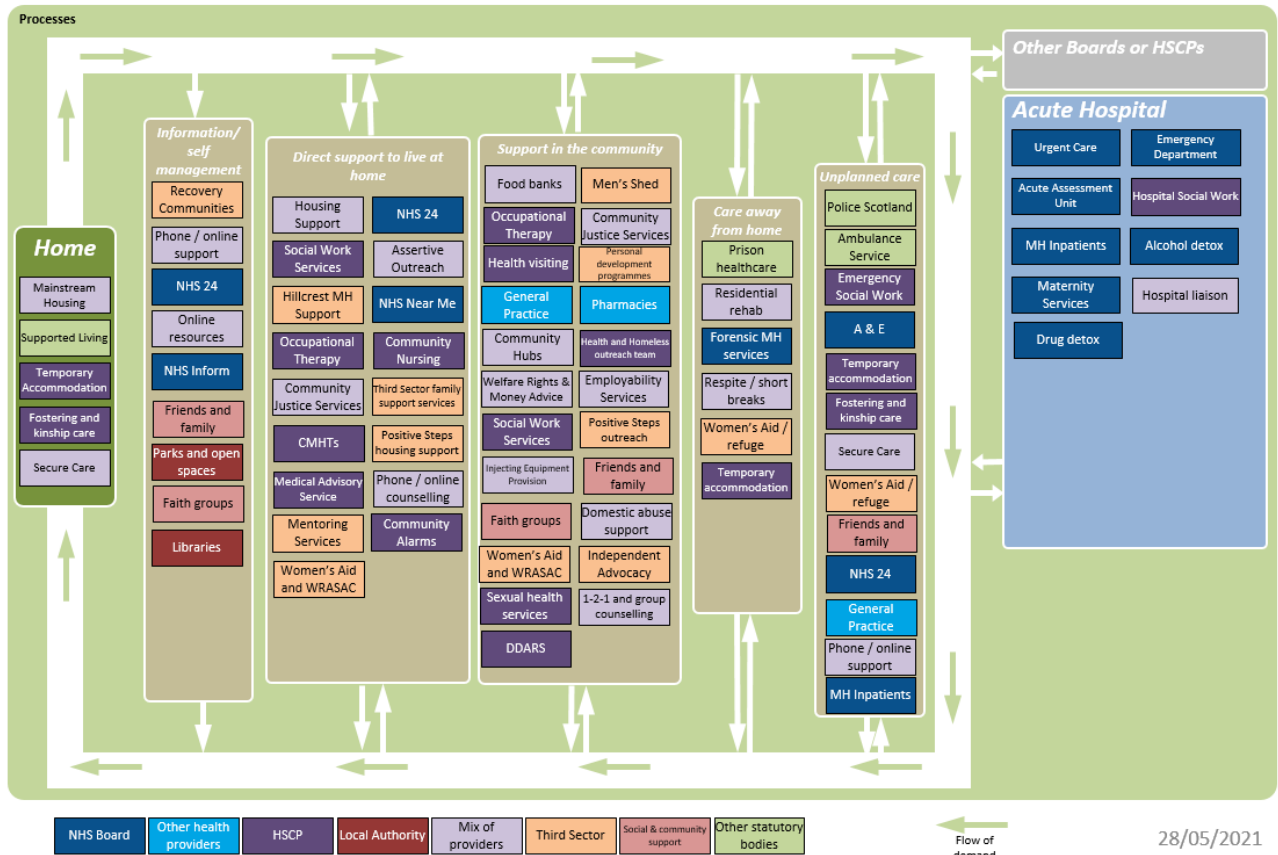 Processes
Other Boards or HSCPs
Acute Hospital
Urgent Care
Emergency
Department
Acute Assessment
Unit
Hospital Social Work
MH Inpatients
Alcohol detox
Maternity
Services
Hospital liaison
Drug detox
Home
Mainstream
Housing
Supported Living
Temporary
Accommodation
Fostering and
kinship care
Secure Care
Information/
self
management
Recovery
Communities
Phone / online
support
NHS 24
Online
resources
NHS Inform
Friends and
family
Parks and open
spaces
Faith groups
Libraries
Direct support to live at
home
Housing
Support
NHS 24
Social Work
Services
Assertive
Outreach
Hillcrest MH
Support
NHS Near Me
Occupational
Therapy
Community
Nursing
Community
Justice Services
Third Sector family
support services
CMHTs
Positive Steps
housing support
Medical Advisory
Service
Phone / online
counselling
Mentoring
Services
Community
Alarms
Women's Aid
and WRASAC
Support in the community
Food banks
Men's Shed
Occupational
Therapy
Community
Justice Services
Health visiting
Personal
development
programmes
General
Practice
Pharmacies
Community
Hubs
Health and Homeless
outreach team
Welfare Rights &
Money Advice
Employability
Services
Social Work
Services
Positive Steps
outreach
Injecting Equipment
Provision
Friends and
family
Faith groups
Domestic abuse
support
Women's Aid
and WRASAC
Independent
Advocacy
Sexual health
services
1-2-1 and group
counselling
DDARS
Care away
from home
Prison
healthcare
Residential
rehab
Forensic MH
services
Respite / short
breaks
Women's Aid /
refuge
Temporary
accommodation
Unplanned care
Police Scotland
Ambulance
Service
Emergency
Social Work
A & E
Temporary
accommodation
Fostering and
kinship care
Secure Care
Women's Aid /
refuge
Friends and
family
NHS 24
General
Practice
Phone / online
support
MH Inpatients
NHS Board
Other health
providers
HSCP
Local Authority
Mix of
providers
Third Sector
Social & community
support
Other statutory
bodies
Flow of
demand
28/05/2021